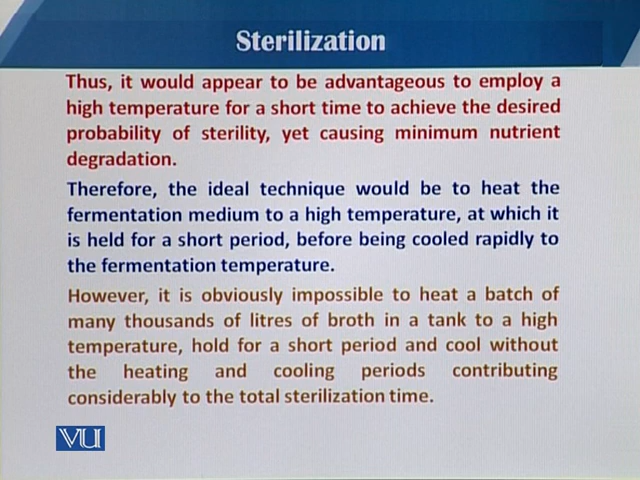 Sterilization
Thus, it would appear to be advantageous to employ a
high temperature for a short time to achieve the desired
probability of sterility, yet causing minimum nutrient
degradation.
Therefore, the ideal technique would be to heat the
fermentation medium to a high temperature, at which it
is held for a short period, before being cooled rapidly to
the fermentation temperature.
However, it is obviously impossible to heat a batch of
many thousands of litres of broth in a tank to a high
temperature, hold for a short period and cool without
the heating and cooling periods contributing
considerably to the total sterilization time.
VU